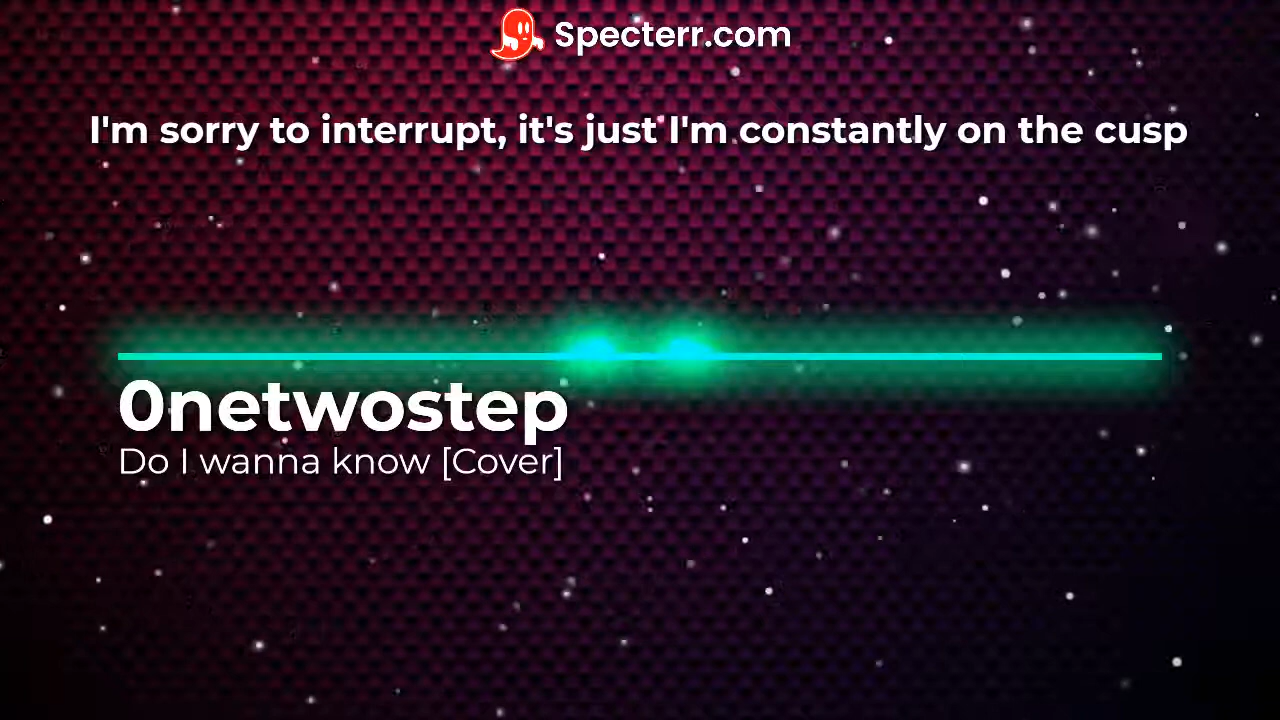 Specterr.com
I'm sorry to interrupt, it's just I'm constantly on the cusp
0netwostep
Do I wanna know [Cover]